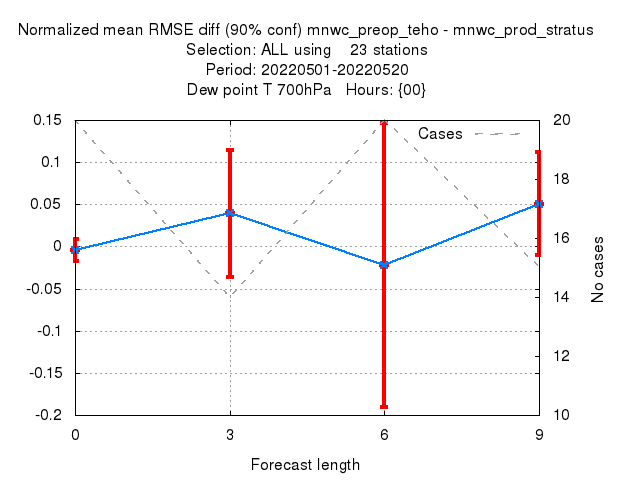 Normalized mean RMSE diff (90% conf) mnwc_preop_teho - mnwc_prod_stratus
Selection: ALL using    23 stations
Period: 20220501-20220520
Dew point T 700hPa   Hours: {00}
Cases
0.15
0.1
0.05
0
-0.05
-0.1
-0.15
-0.2
20
18
16
14
12
10
No cases
0
3
6
9
Forecast length